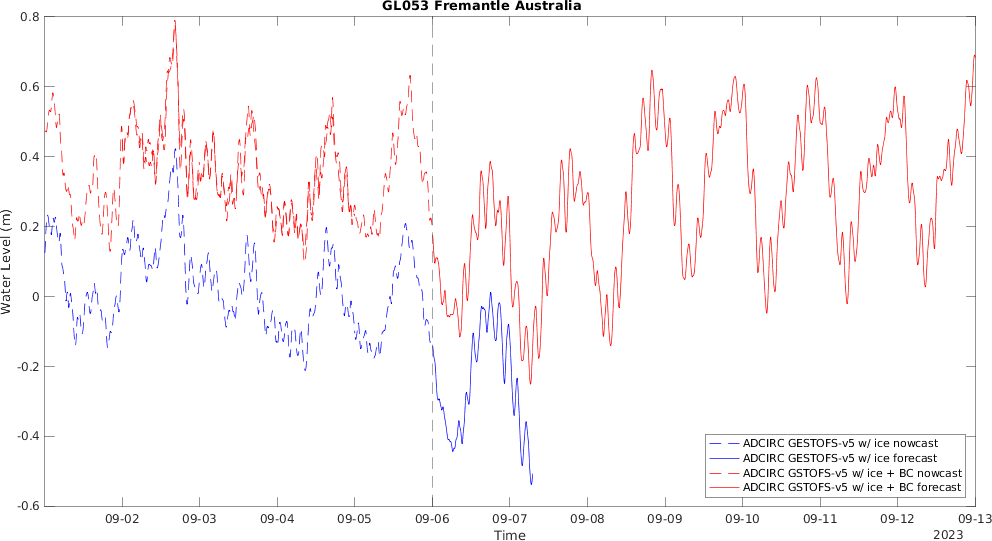 GL053 Fremantle Australia
0.8
0.6
0.4
0.2
0
-0.2
-0.4
-0.6
Water Level (m)
ADCIRC GESTOFS-v5 w/ ice nowcast
ADCIRC GESTOFS-v5 w/ ice forecast
ADCIRC GSTOFS-v5 w/ ice + BC nowcast
ADCIRC GSTOFS-v5 w/ ice + BC forecast
09-02 09-03 09-04 09-05 09-06 09-07 09-08 09-09 09-10 09-11 09-12 09-13
Time
2023